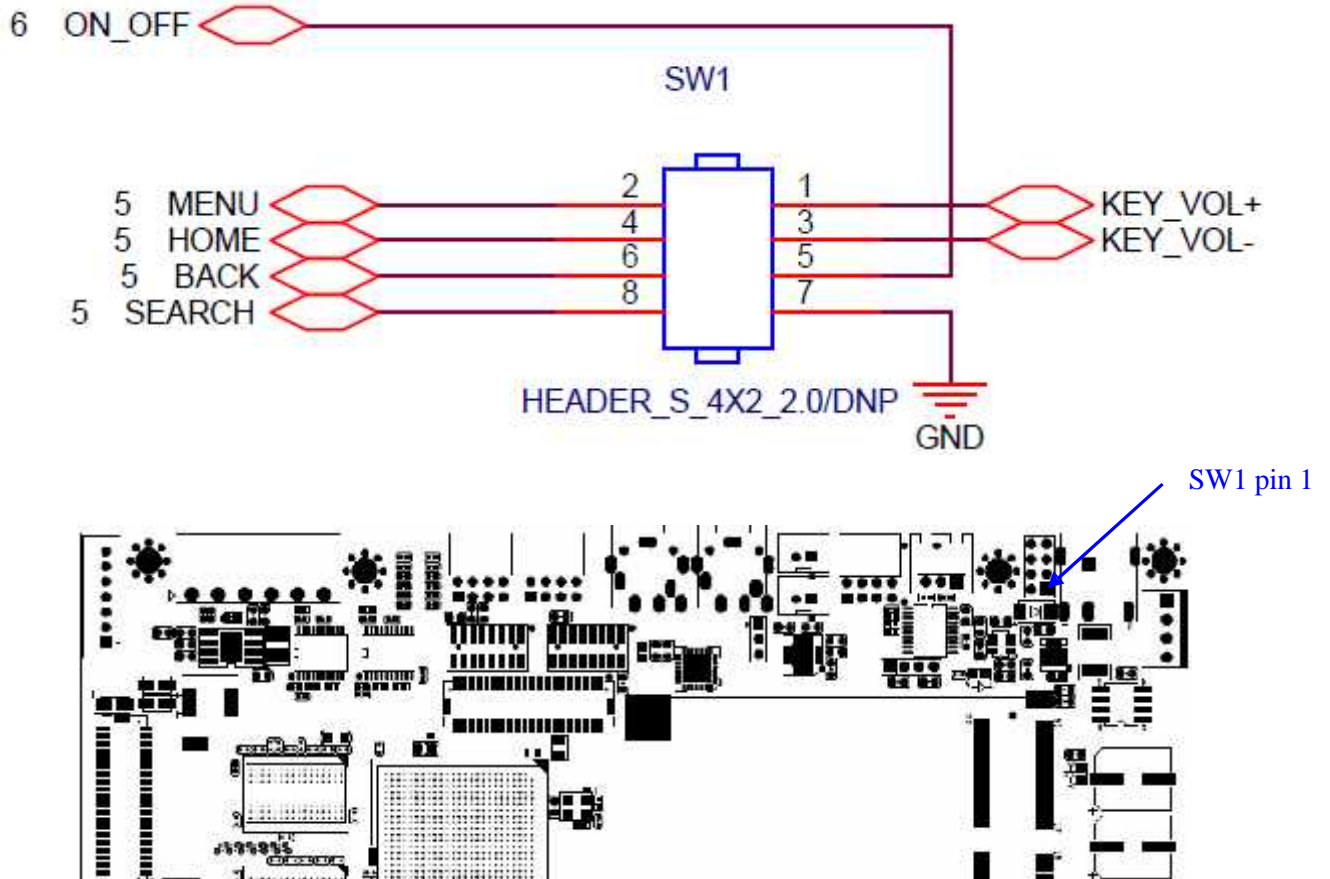 6 ON_OFF
SW1
5 MENU 2 1 KEY_VOL+
5 HOME 4 3 KEY_VOL-
5 BACK 6 5
5 SEARCH 8 7
HEADER_S_4X2_2.0/DNP
GND
SW1 pin 1